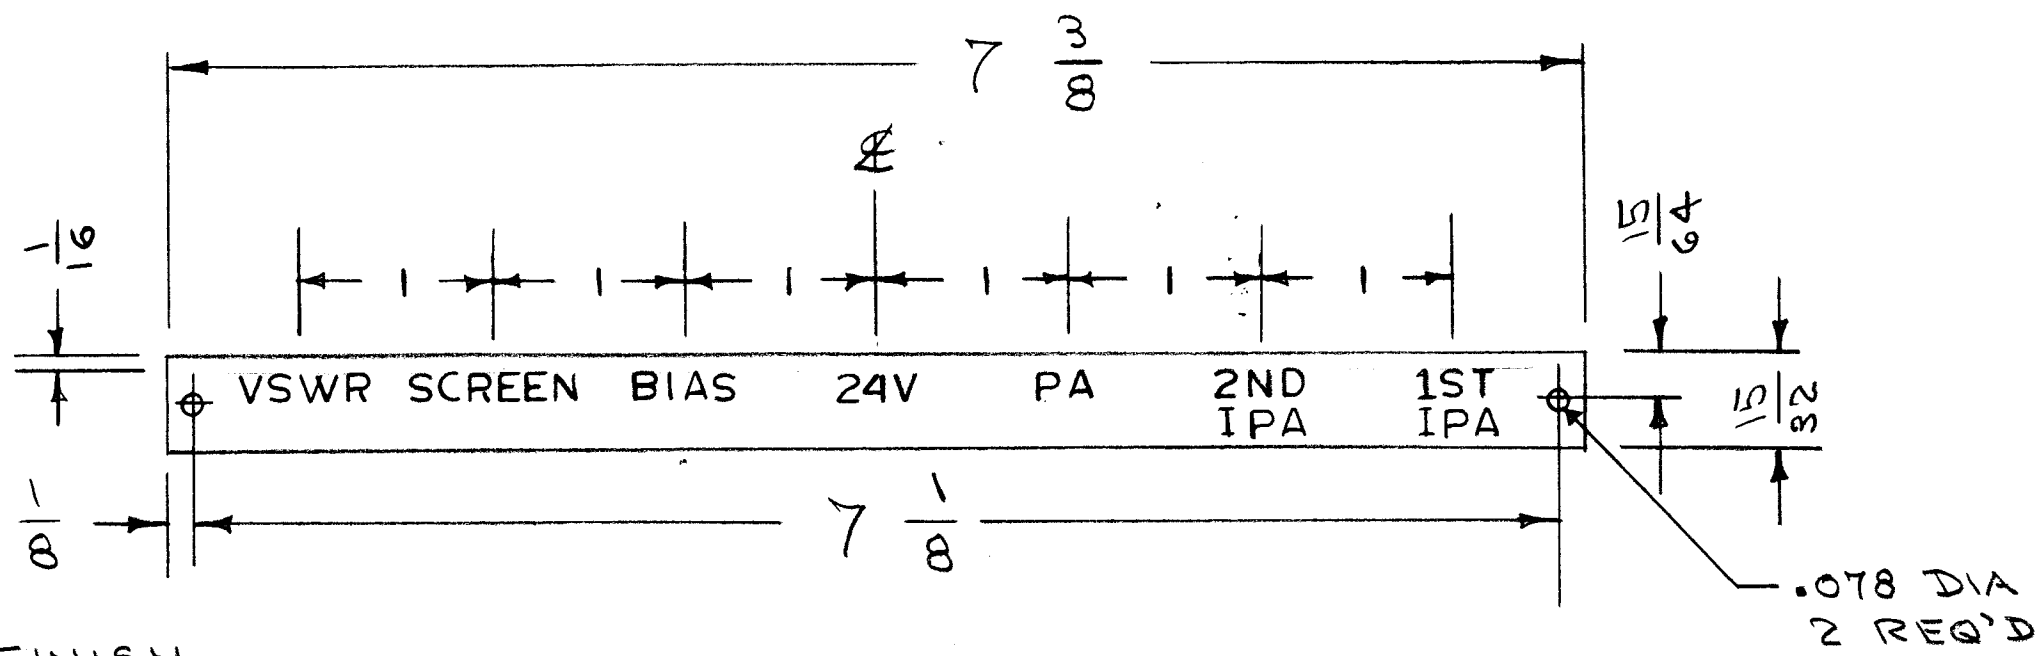 7 3/8
℄
1/16
1 1 1 1 1 1
15/64
15/32
VSWR SCREEN BIAS 24V PA 2ND 1ST
IPA IPA
1/8
7 1/8
.078 DIA
2 REQ'D